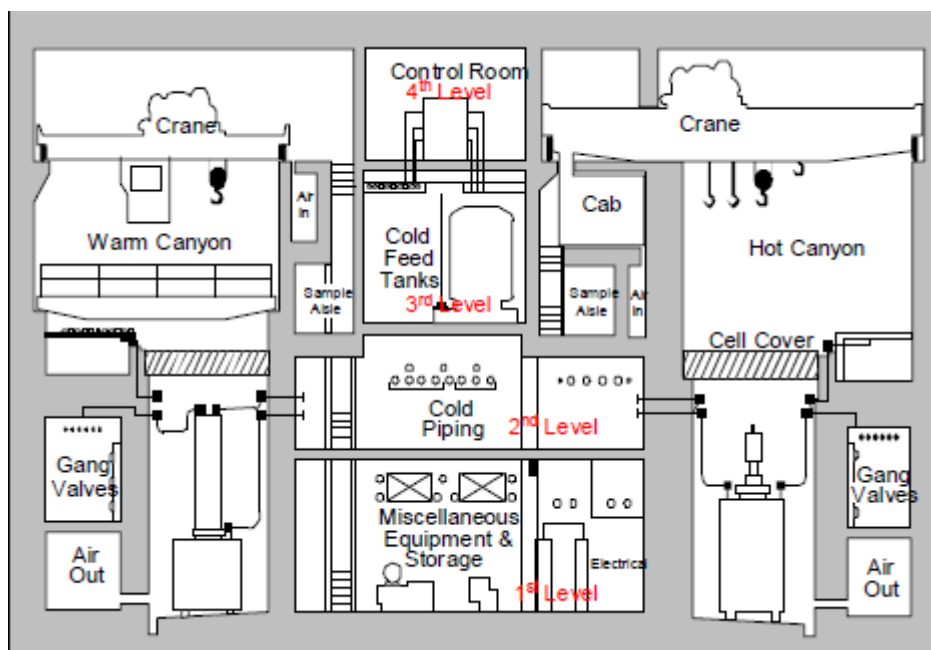 Control Room
4th Level
Crane
Crane
Air
In
Cab
Warm Canyon
Cold
Feed
Tanks
Hot Canyon
Sample
Aisle
3rd Level
Sample
Aisle
Air
In
Cell Cover
Cold
Piping
2nd Level
Gang
Valves
Gang
Valves
Miscellaneous
Equipment &
Storage
Air
Out
Electrical
Air
Out
1st Level